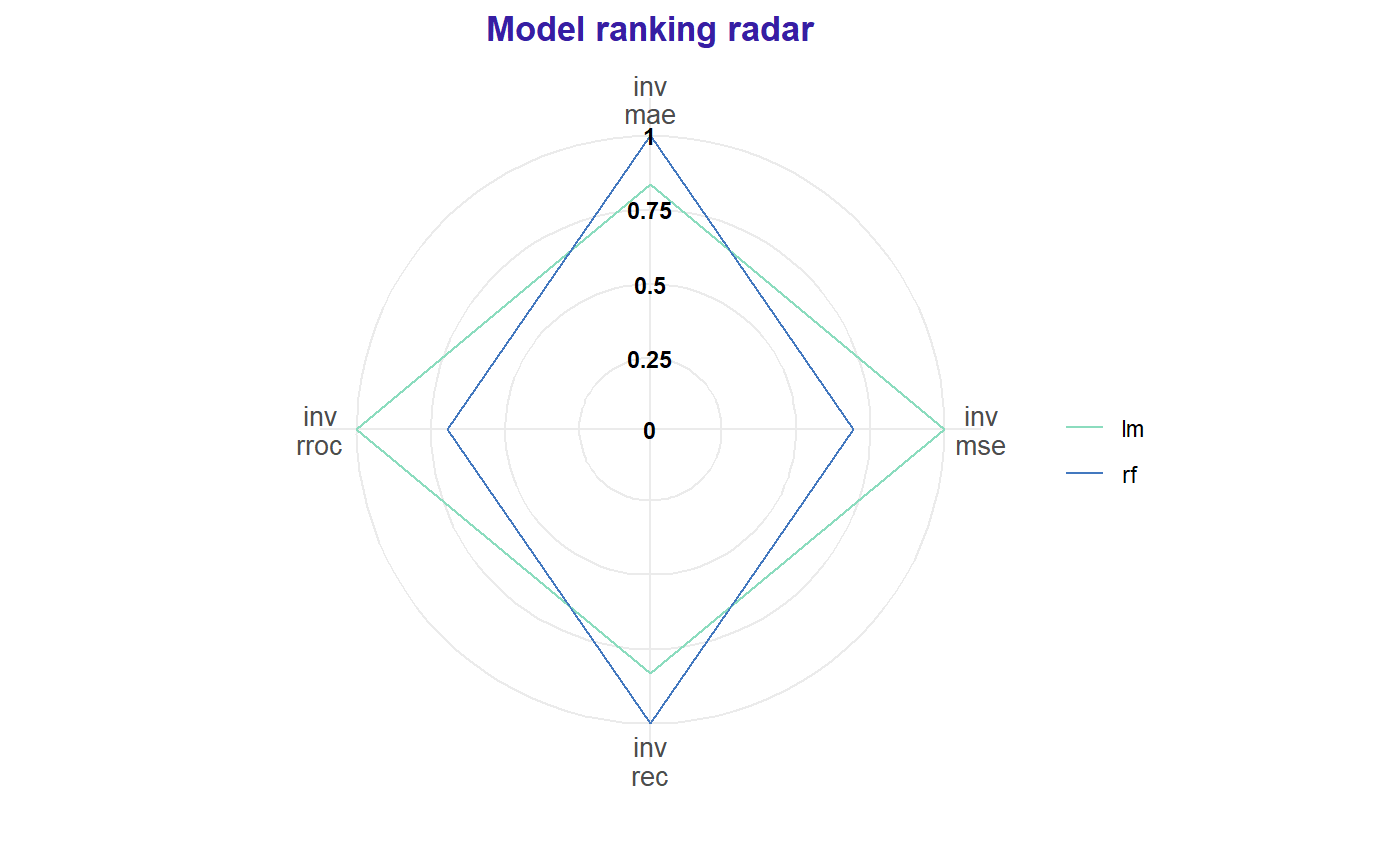 Model ranking radar
inv
mae
1
0.75
0.5
0.25
0
inv
rroc
inv
mse
lm
rf
inv
rec